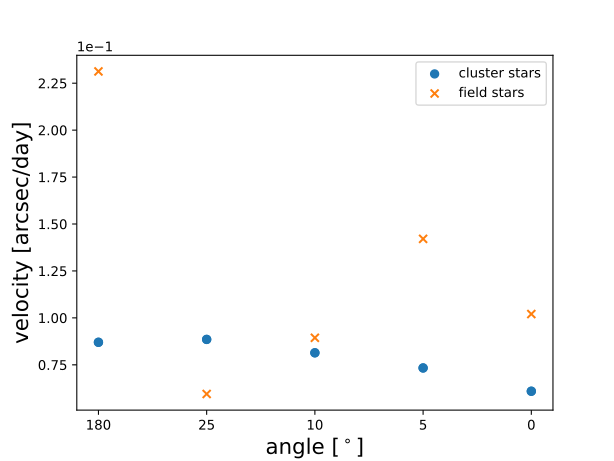 1e−1
cluster stars
field stars
2.25
2.00
1.75
1.50
1.25
1.00
0.75
velocity [arcsec/day]
180 25 10 5 0
angle [°]